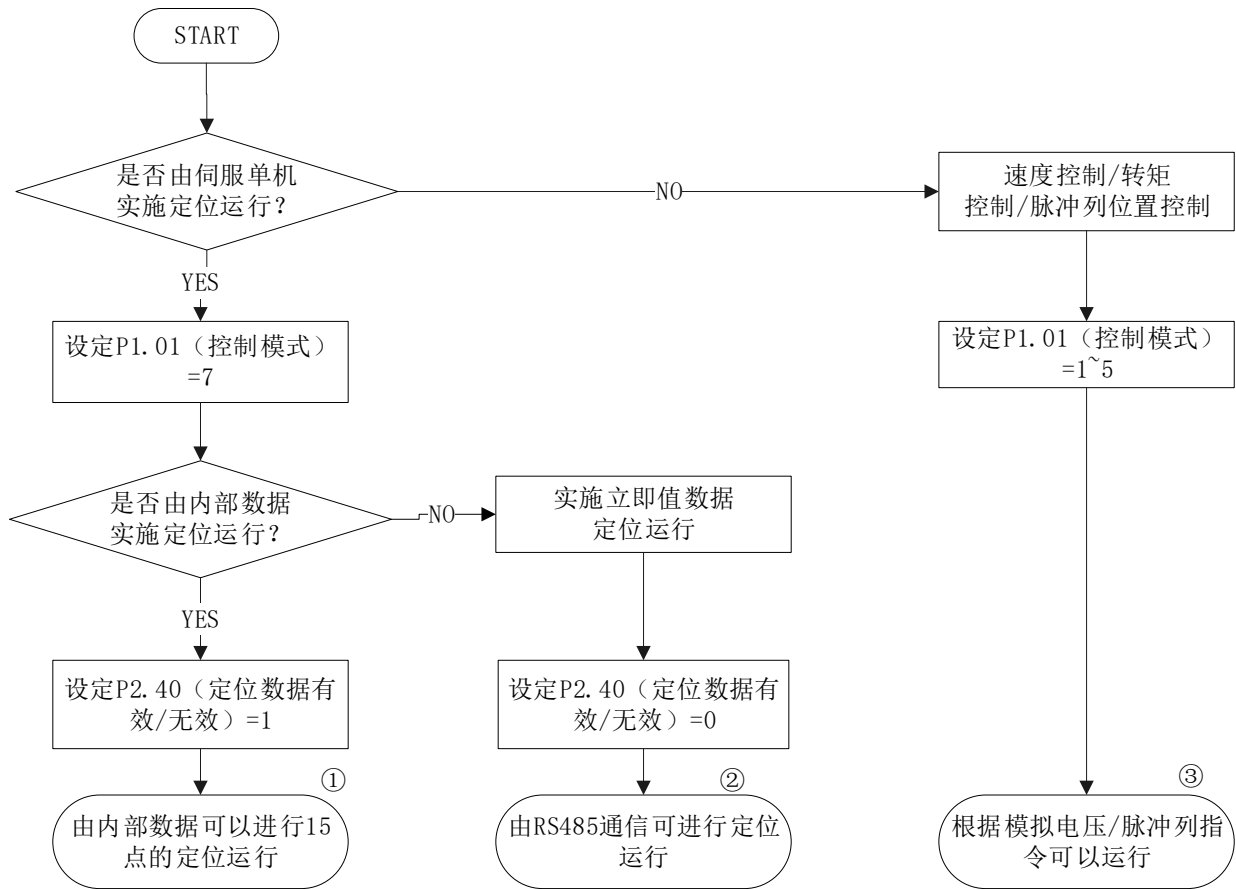 START
是否由伺服单机
实施定位运行?
NO
速度控制/转矩
控制/脉冲列位置控制
YES
设定P1.01（控制模式）
=7
设定P1.01（控制模式）
=1~5
是否由内部数据
实施定位运行?
NO
实施立即值数据
定位运行
YES
设定P2.40（定位数据有
效/无效）=1
设定P2.40（定位数据有
效/无效）=0
①
②
③
由内部数据可以进行15
点的定位运行
由RS485通信可进行定位
运行
根据模拟电压/脉冲列指
令可以运行